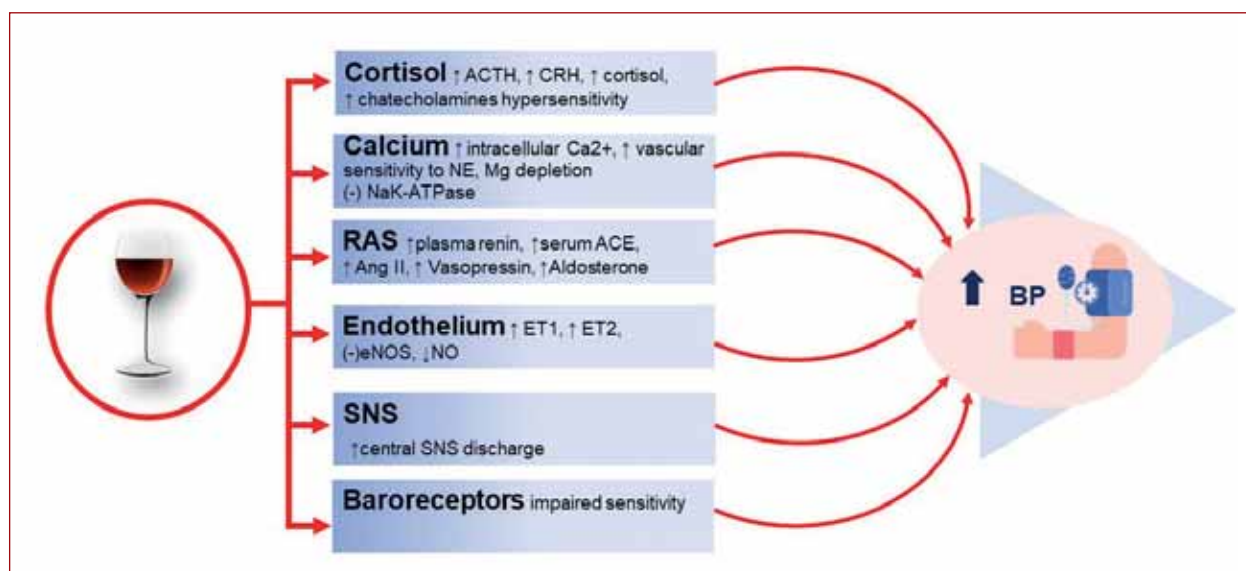 Cortisol ↑ ACTH, ↑ CRH, ↑ cortisol,
↑ chatecholamines hypersensitivity
Calcium ↑ intracellular Ca2+, ↑ vascular
sensitivity to NE, Mg depletion
(-) NaK-ATPase
RAS ↑plasma renin, ↑serum ACE,
↑ Ang II, ↑ Vasopressin, ↑Aldosterone
Endothelium ↑ ET1, ↑ ET2,
(-)eNOS, ↓NO
SNS
↑central SNS discharge
Baroreceptors impaired sensitivity
↑ BP